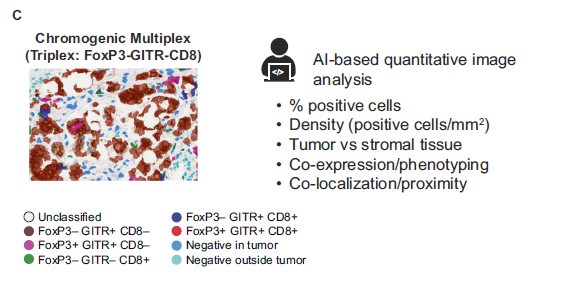 C
Chromogenic Multiplex
(Triplex: FoxP3-GITR-CD8)
AI-based quantitative image
analysis
• % positive cells
• Density (positive cells/mm²)
• Tumor vs stromal tissue
• Co-expression/phenotyping
• Co-localization/proximity
Unclassified
FoxP3– GITR+ CD8–
FoxP3+ GITR+ CD8–
FoxP3– GITR– CD8+
FoxP3– GITR+ CD8+
FoxP3+ GITR+ CD8+
Negative in tumor
Negative outside tumor